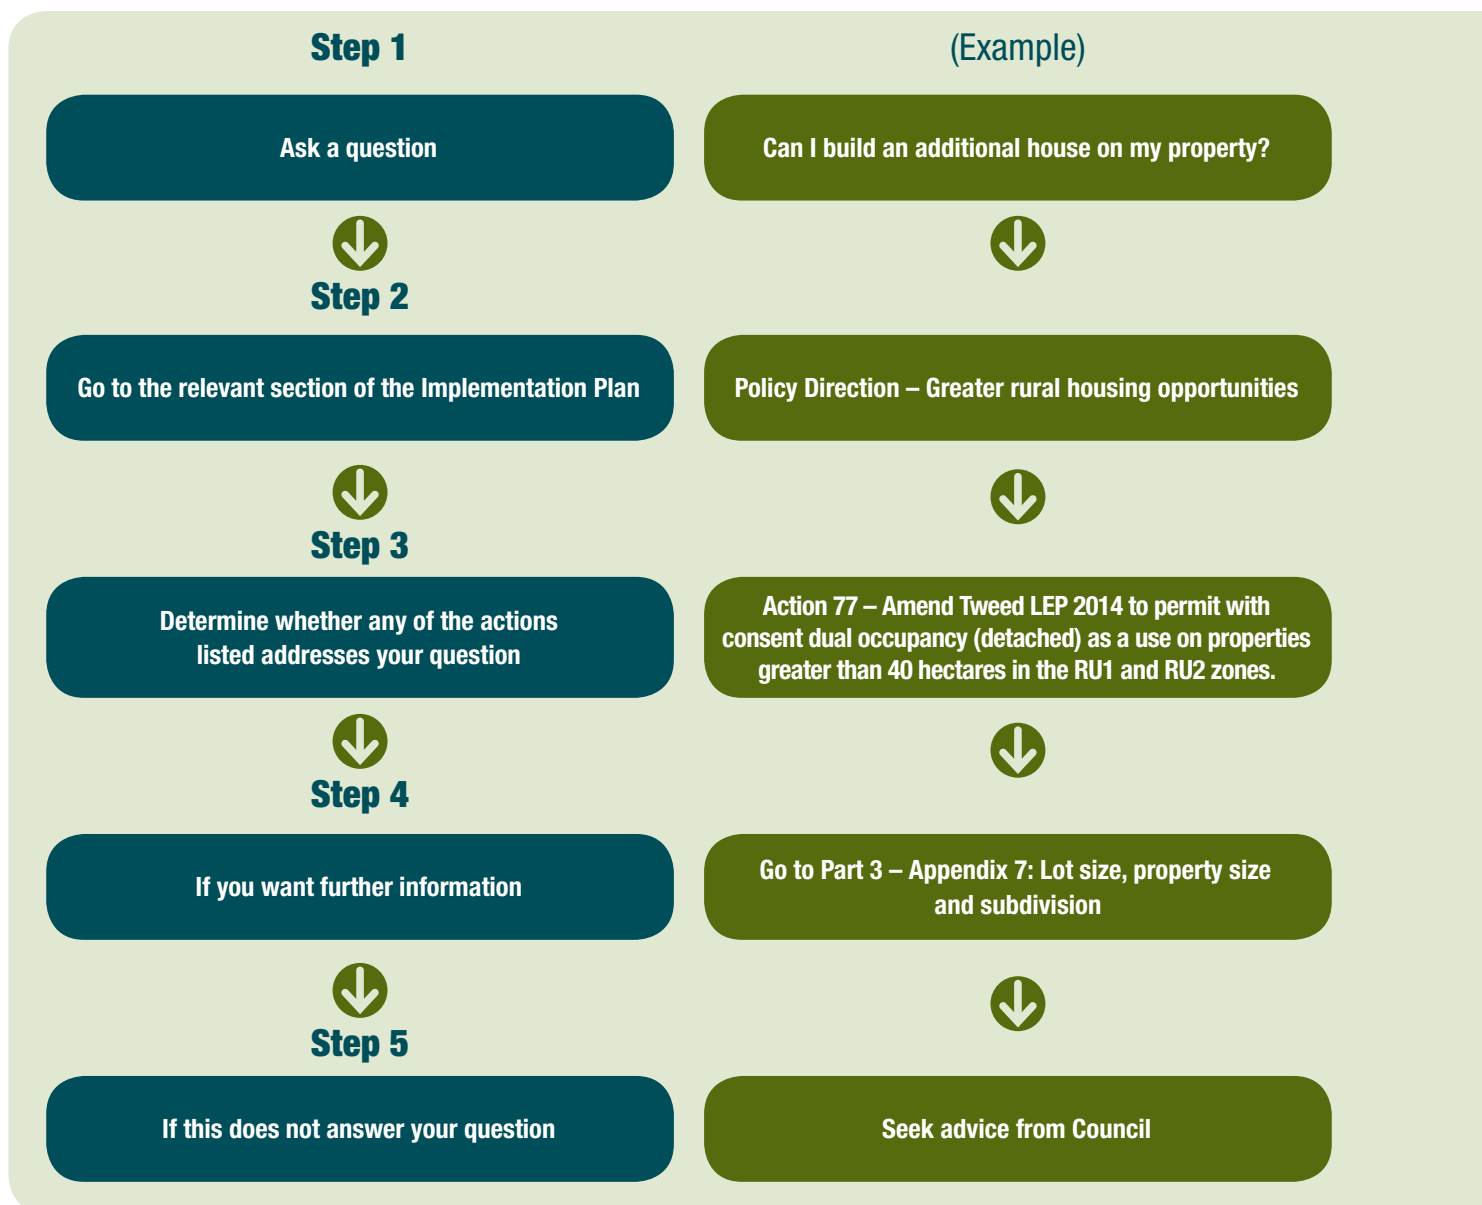 Step 1
(Example)
Ask a question
Can I build an additional house on my property?
Step 2
Go to the relevant section of the Implementation Plan
Policy Direction – Greater rural housing opportunities
Step 3
Determine whether any of the actions
listed addresses your question
Action 77 – Amend Tweed LEP 2014 to permit with
consent dual occupancy (detached) as a use on properties
greater than 40 hectares in the RU1 and RU2 zones.
Step 4
If you want further information
Go to Part 3 – Appendix 7: Lot size, property size
and subdivision
Step 5
If this does not answer your question
Seek advice from Council